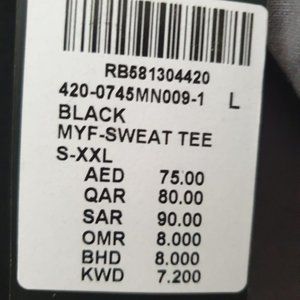 RB581304420
420-0745MN009-1 L
BLACK
MYF-SWEAT TEE
S-XXL
AED 75.00
QAR 80.00
SAR 90.00
OMR 8.000
BHD 8.000
KWD 7.200